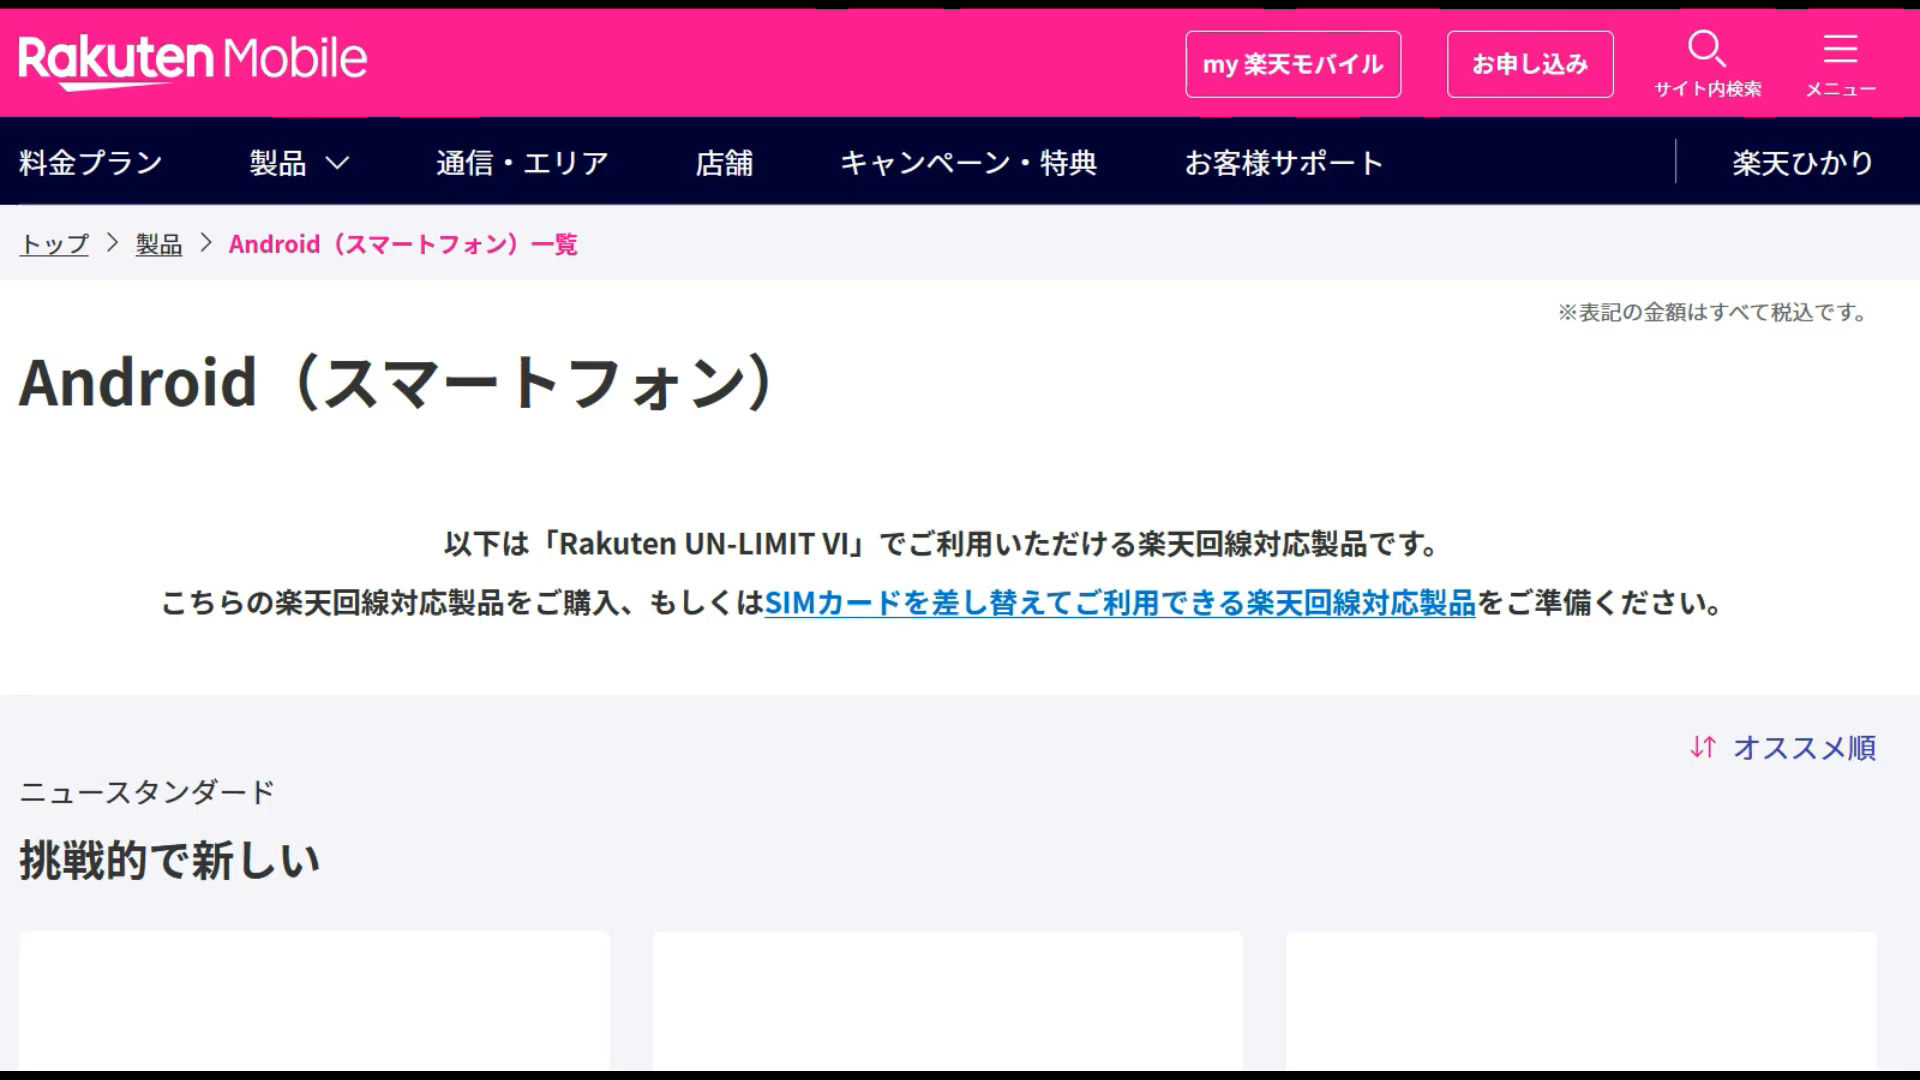 Rakuten Mobile
my 楽天モバイル
お申し込み
サイト内検索
メニュー
料金プラン
製品
通信・エリア
店舗
キャンペーン・特典
お客様サポート
楽天ひかり
トップ
製品
Android（スマートフォン）一覧
※表記の金額はすべて税込です。
Android（スマートフォン）
以下は「Rakuten UN-LIMIT VI」でご利用いただける楽天回線対応製品です。
こちらの楽天回線対応製品をご購入、もしくはSIMカードを差し替えてご利用できる楽天回線対応製品をご準備ください。
オススメ順
ニュースタンダード
挑戦的で新しい